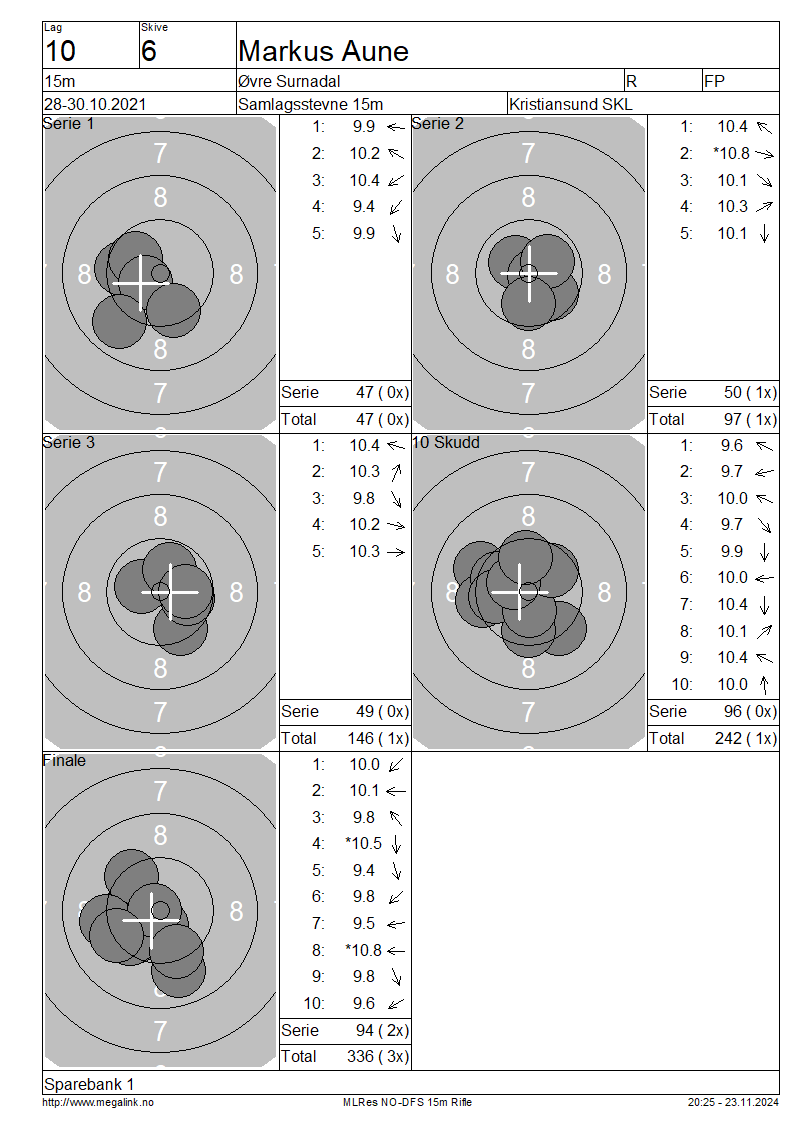 Lag Skive
10 6 Markus Aune
15m Øvre Surnadal R FP
28-30.10.2021 Samlagsstevne 15m Kristiansund SKL
Serie 1
7
8
8 8
8
7
1: 9.9
2: 10.2
3: 10.4
4: 9.4
5: 9.9
Serie 47 ( 0x)
Total 47 ( 0x)
Serie 2
7
8
8 8
8
7
1: 10.4
2: *10.8
3: 10.1
4: 10.3
5: 10.1
Serie 50 ( 1x)
Total 97 ( 1x)
Serie 3
7
8
8 8
8
7
1: 10.4
2: 10.3
3: 9.8
4: 10.2
5: 10.3
Serie 49 ( 0x)
Total 146 ( 1x)
10 Skudd
7
8
8 8
8
7
1: 9.6
2: 9.7
3: 10.0
4: 9.7
5: 9.9
6: 10.0
7: 10.4
8: 10.1
9: 10.4
10: 10.0
Serie 96 ( 0x)
Total 242 ( 1x)
Finale
7
8
8 8
8
7
1: 10.0
2: 10.1
3: 9.8
4: *10.5
5: 9.4
6: 9.8
7: 9.5
8: *10.8
9: 9.8
10: 9.6
Serie 94 ( 2x)
Total 336 ( 3x)
Sparebank 1
http://www.megalink.no MLRes NO-DFS 15m Rifle 20:25 - 23.11.2024